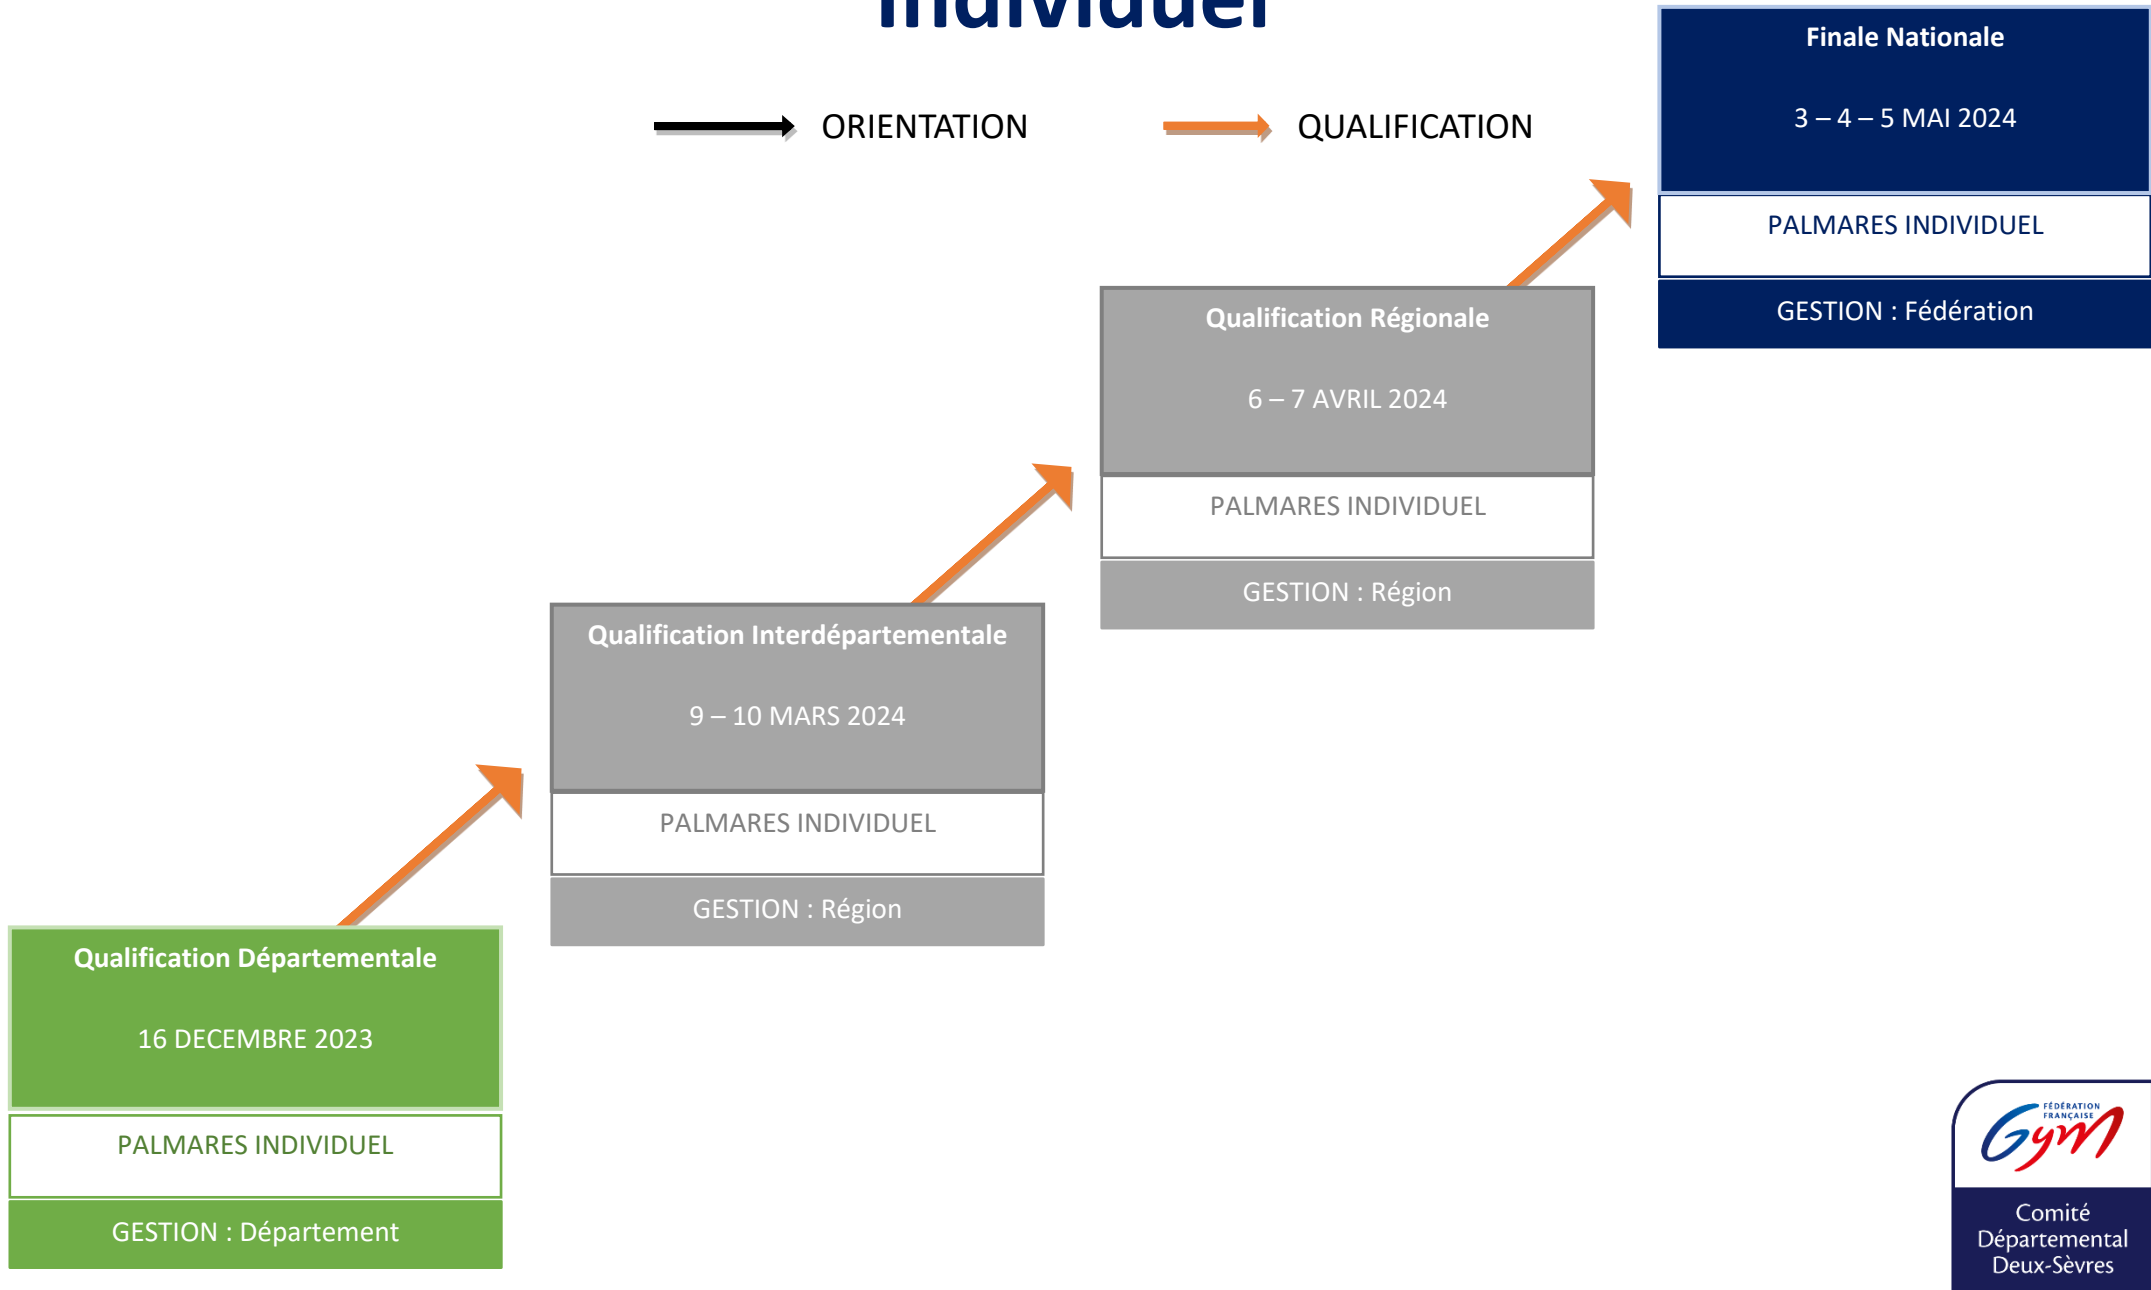 Individuel
ORIENTATION
QUALIFICATION
Finale Nationale
3 – 4 – 5 MAI 2024
PALMARES INDIVIDUEL
GESTION : Fédération
Qualification Régionale
6 – 7 AVRIL 2024
PALMARES INDIVIDUEL
GESTION : Région
Qualification Interdépartementale
9 – 10 MARS 2024
PALMARES INDIVIDUEL
GESTION : Région
Qualification Départementale
16 DECEMBRE 2023
PALMARES INDIVIDUEL
GESTION : Département
FÉDÉRATION
FRANÇAISE
Gym
Comité
Départemental
Deux-Sèvres